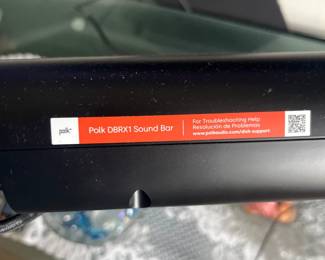 polk
Polk DBRX1 Sound Bar
For Troubleshooting Help
Resolución de Problemas
www.polkaudio.com/dish-support